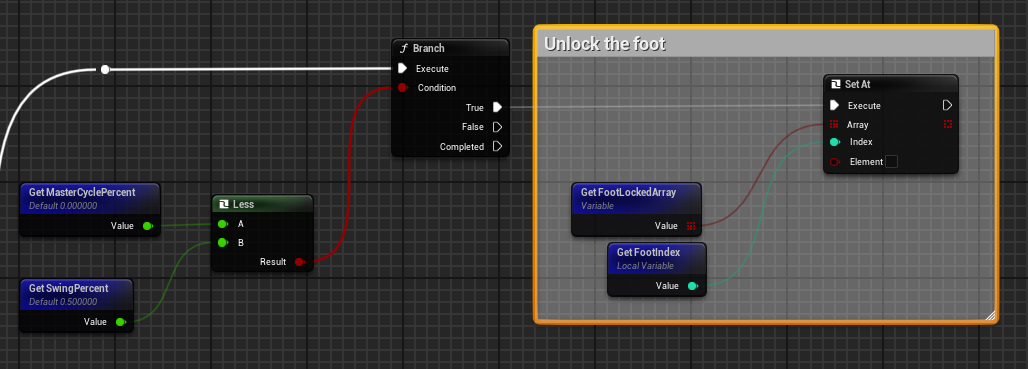 Branch
Execute
Condition
True
False
Completed
Unlock the foot
Set At
Execute
Array
Index
Element
Get MasterCyclePercent
Default 0.000000
Value
Less
A
B
Result
Get SwingPercent
Default 0.500000
Value
Get FootLockedArray
Variable
Value
Get FootIndex
Local Variable
Value